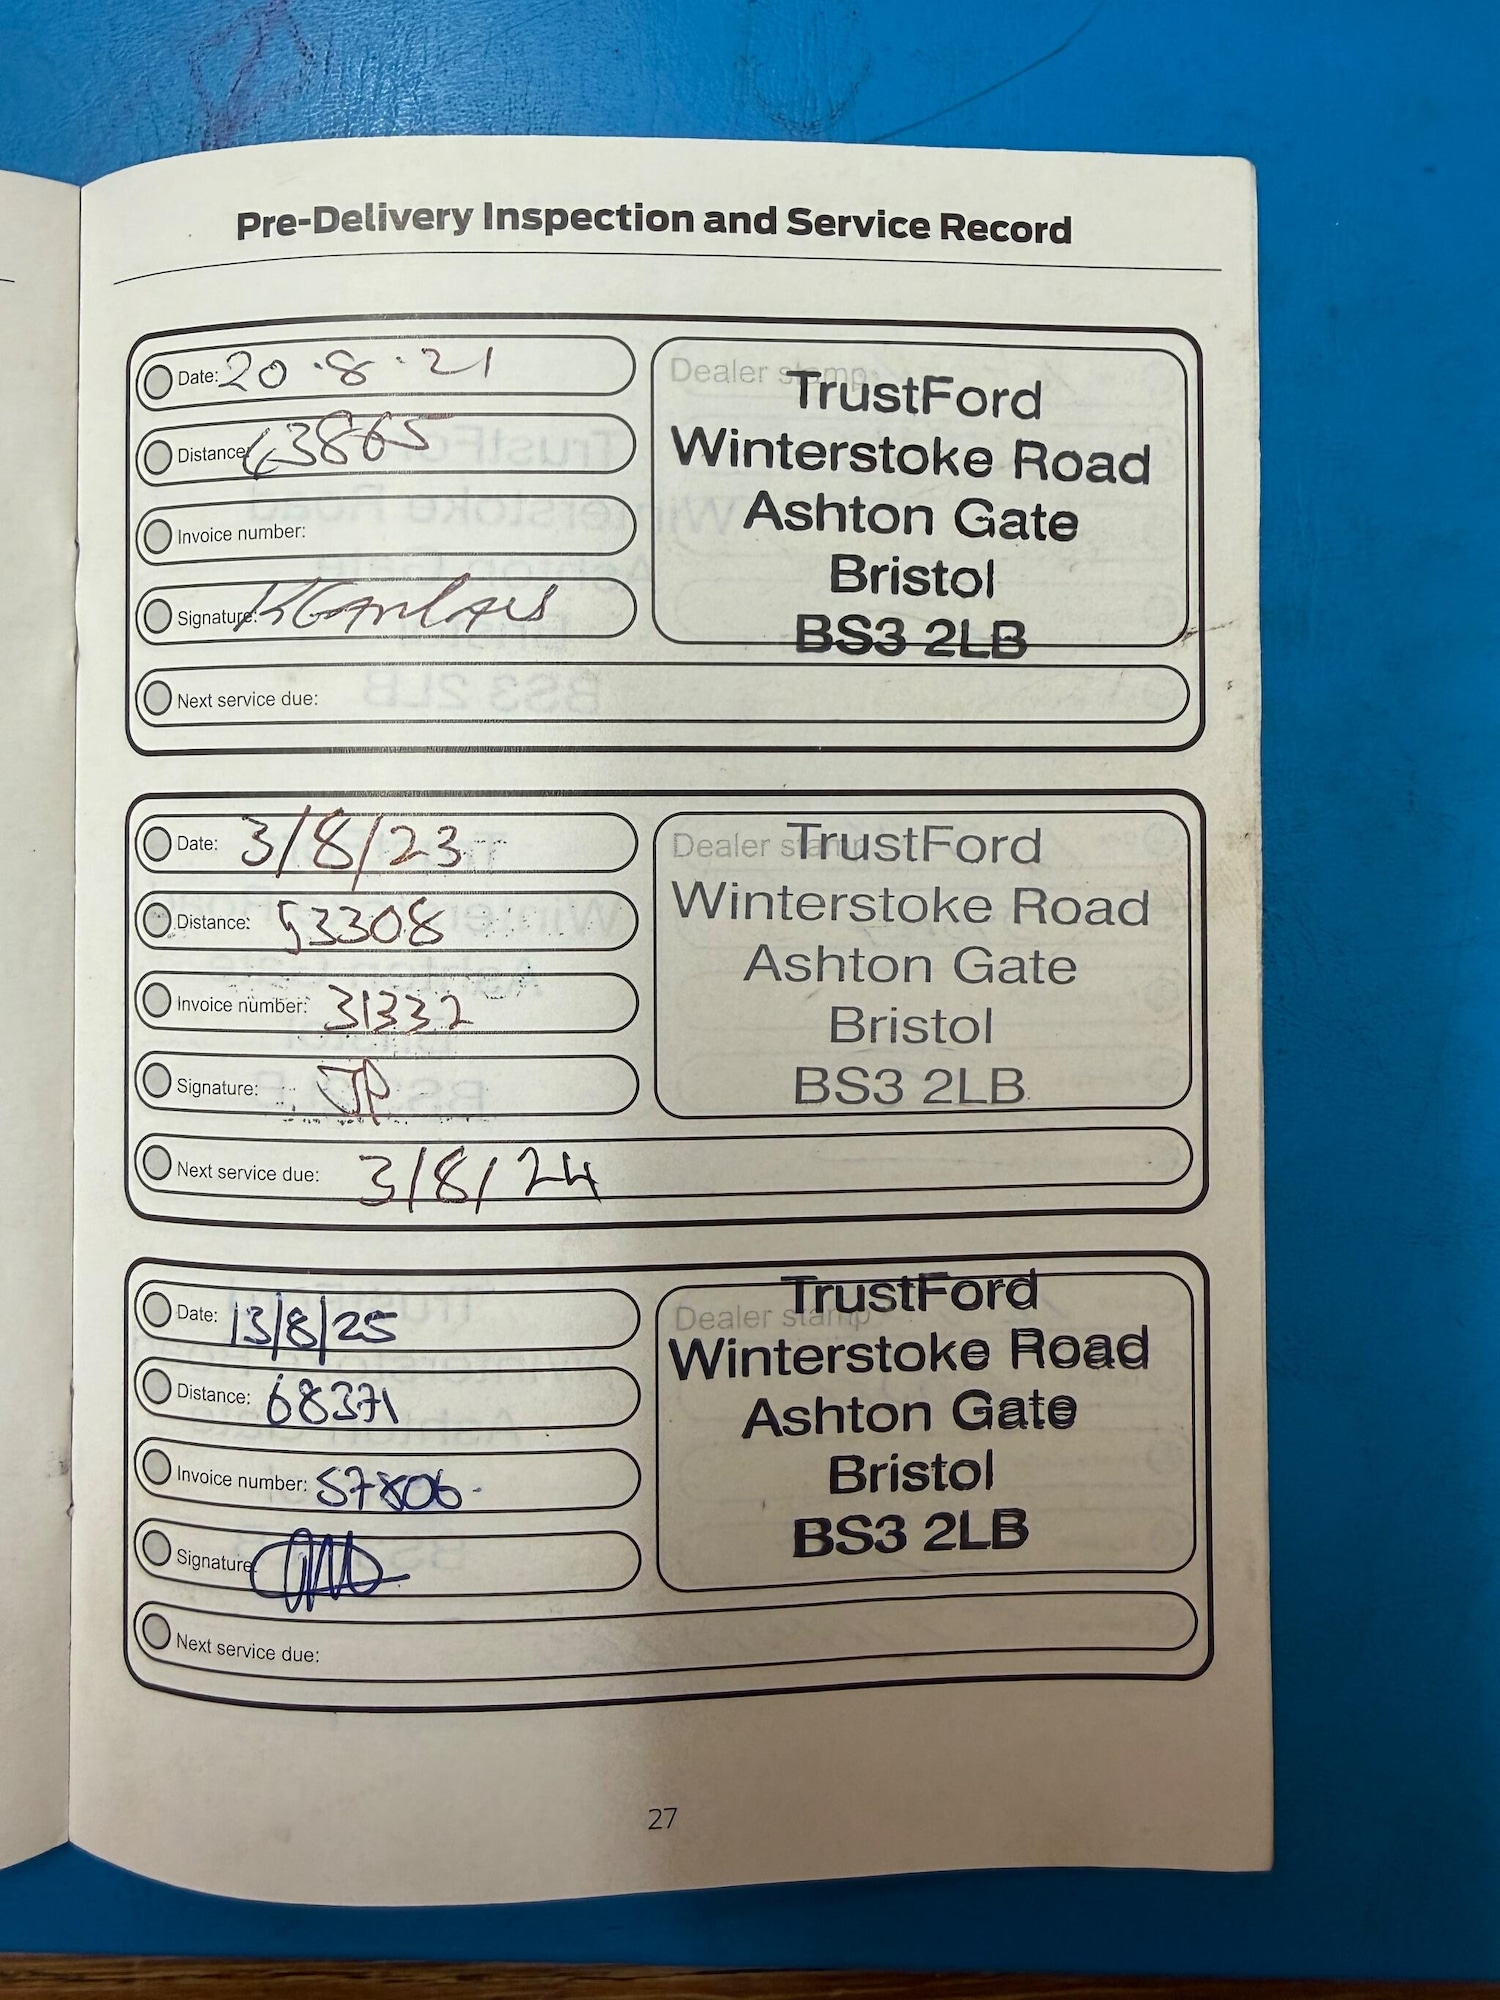 Pre-Delivery Inspection and Service Record
Date: 20.8.21
Distance: 43865
Invoice number:
Signature:
Next service due:
Dealer stamp:
TrustFord
Winterstoke Road
Ashton Gate
Bristol
BS3 2LB
Date: 3/8/23
Distance: 53308
Invoice number: 31332
Signature: JP
Next service due: 3/8/24
Dealer stamp
TrustFord
Winterstoke Road
Ashton Gate
Bristol
BS3 2LB
Date: 13/8/25
Distance: 68371
Invoice number: 57806
Signature:
Next service due:
Dealer stamp
TrustFord
Winterstoke Road
Ashton Gate
Bristol
BS3 2LB
27